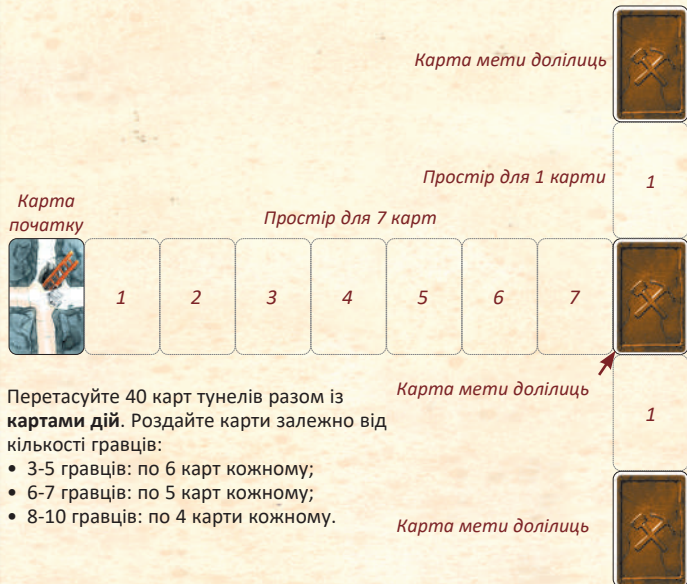 Карта мети долілиць
Простір для 1 карти
1
Карта
початку
Простір для 7 карт
1
2
3
4
5
6
7
Карта мети долілиць
1
Перетасуйте 40 карт тунелів разом із
картами дій. Роздайте карти залежно від
кількості гравців:
• 3-5 гравців: по 6 карт кожному;
• 6-7 гравців: по 5 карт кожному;
• 8-10 гравців: по 4 карти кожному.
Карта мети долілиць